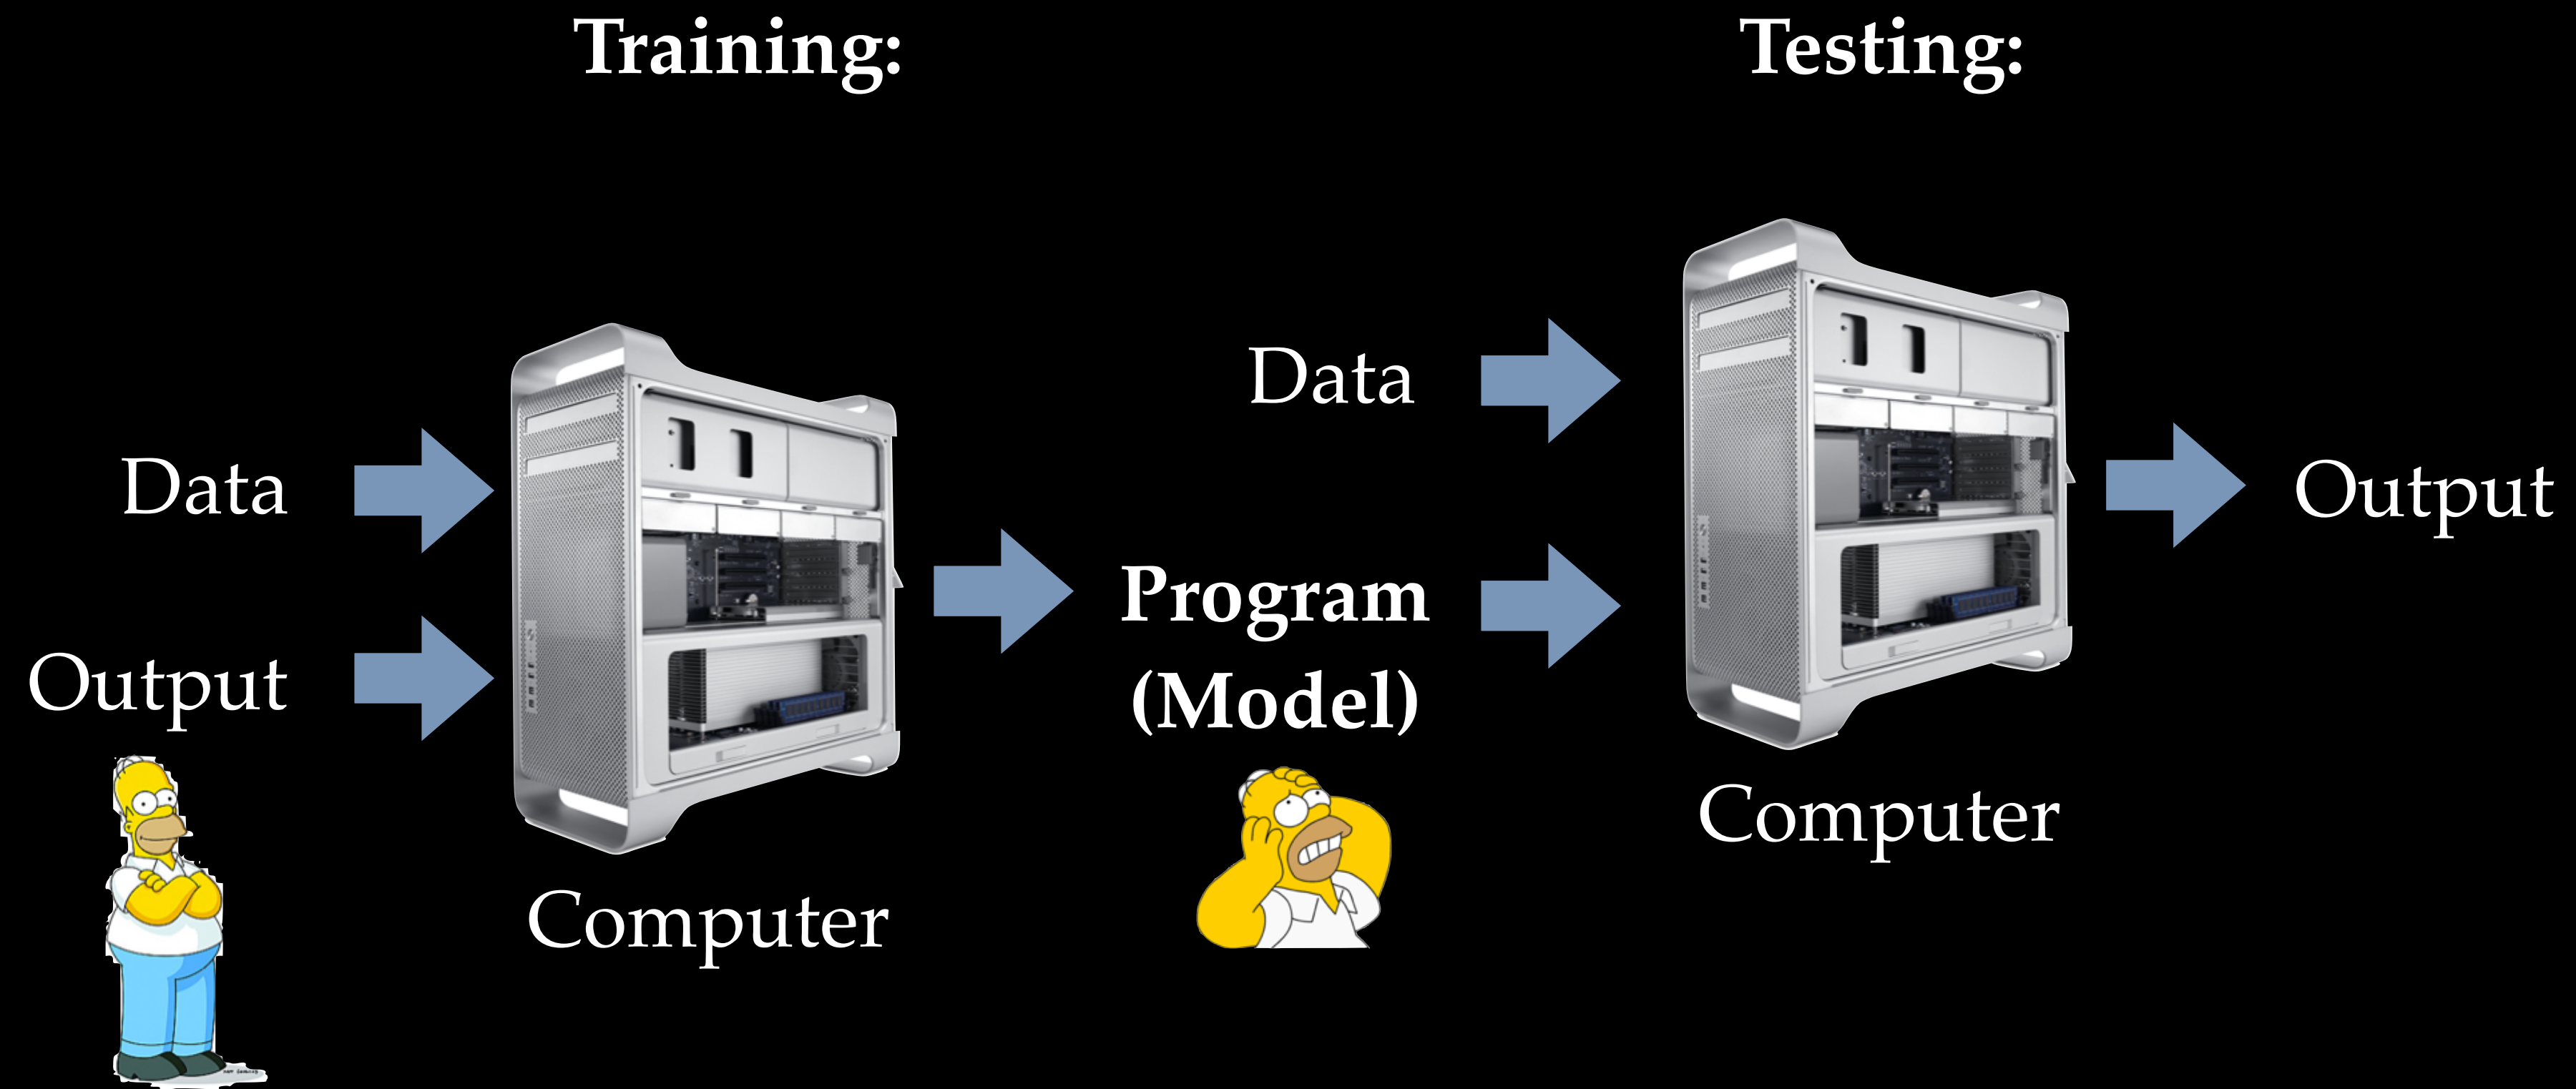 Training:
Data
Output
Computer
Program
(Model)
Testing:
Data
Computer
Output